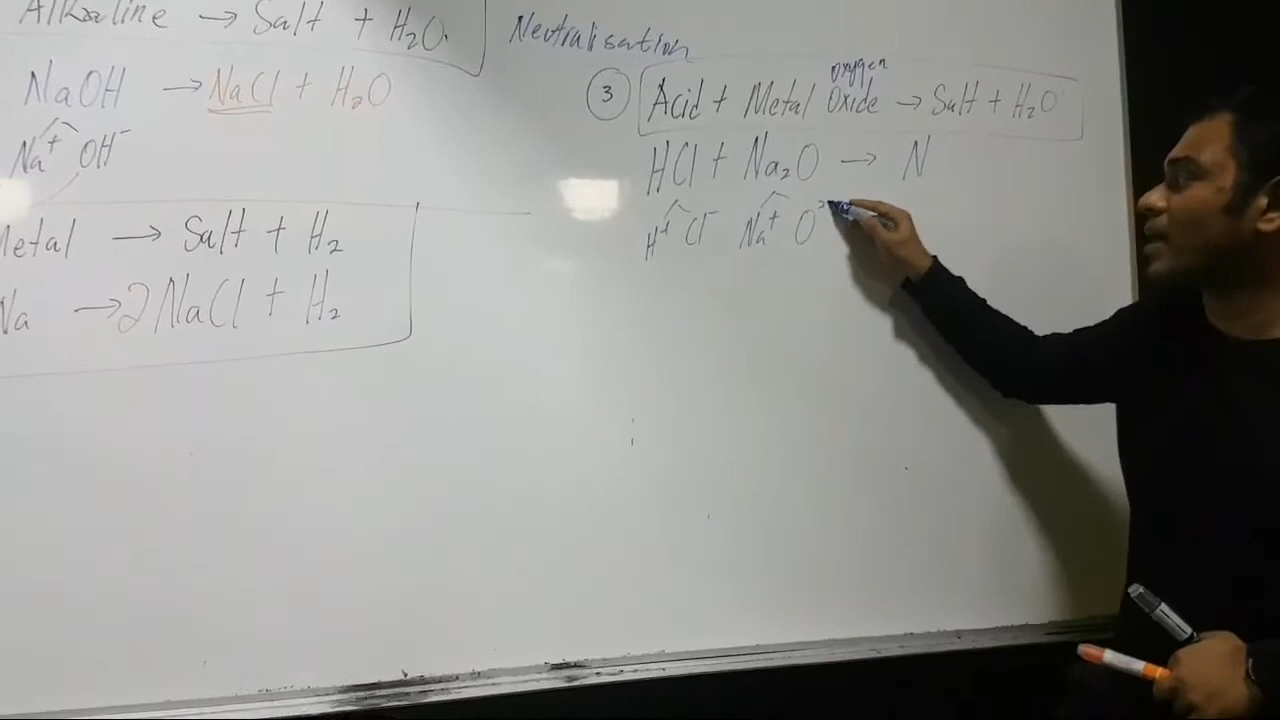 Alkaline → Salt + H₂O.
NaOH → NaCl + H₂O
Na⁺ OH⁻
Metal → Salt + H₂
Na → 2NaCl + H₂
Neutralisation
oxygen
③ Acid + Metal Oxide → Salt + H₂O
HCl + Na₂O → N
H⁺ Cl⁻ Na⁺ O²